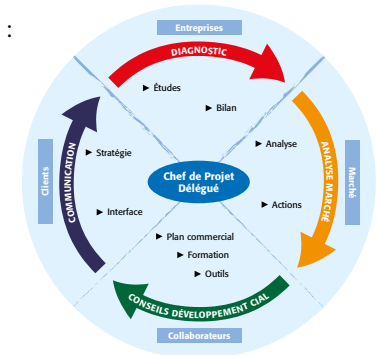 :
Entreprises
DIAGNOSTIC
► Études
► Bilan
COMMUNICATION
► Stratégie
► Analyse
ANALYSE MARCHÉ
Clients
Chef de Projet
Délégué
Marché
► Interface
► Actions
► Plan commercial
► Formation
► Outils
CONSEILS DÉVELOPPEMENT CIAL
Collaborateurs